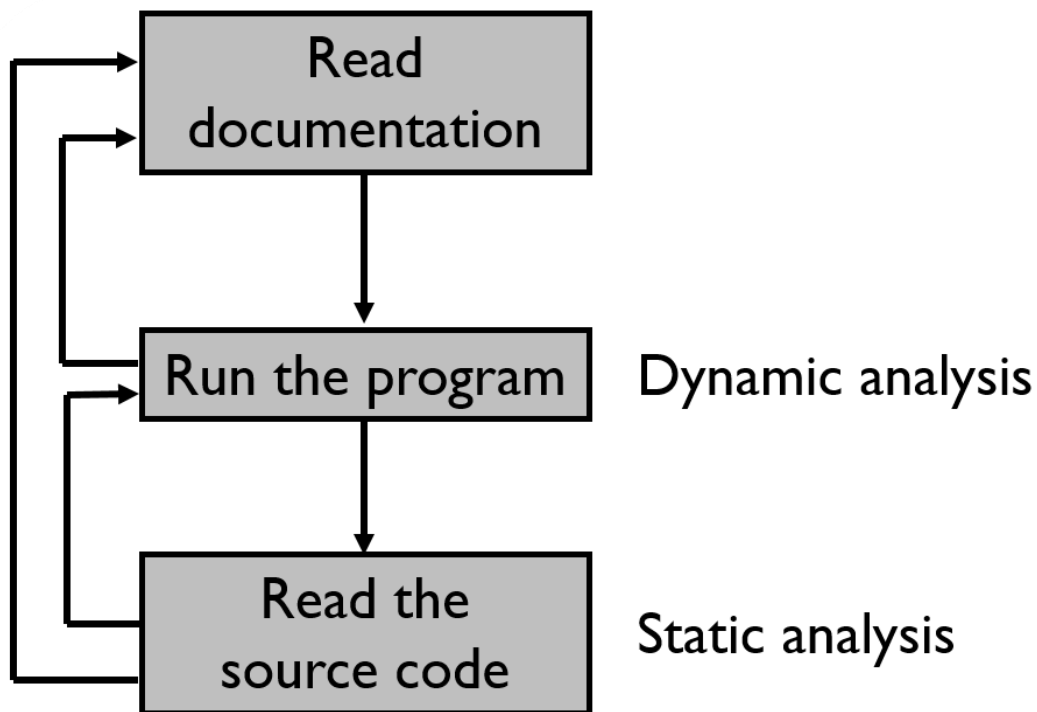 Read
documentation
Run the program
Dynamic analysis
Read the
source code
Static analysis